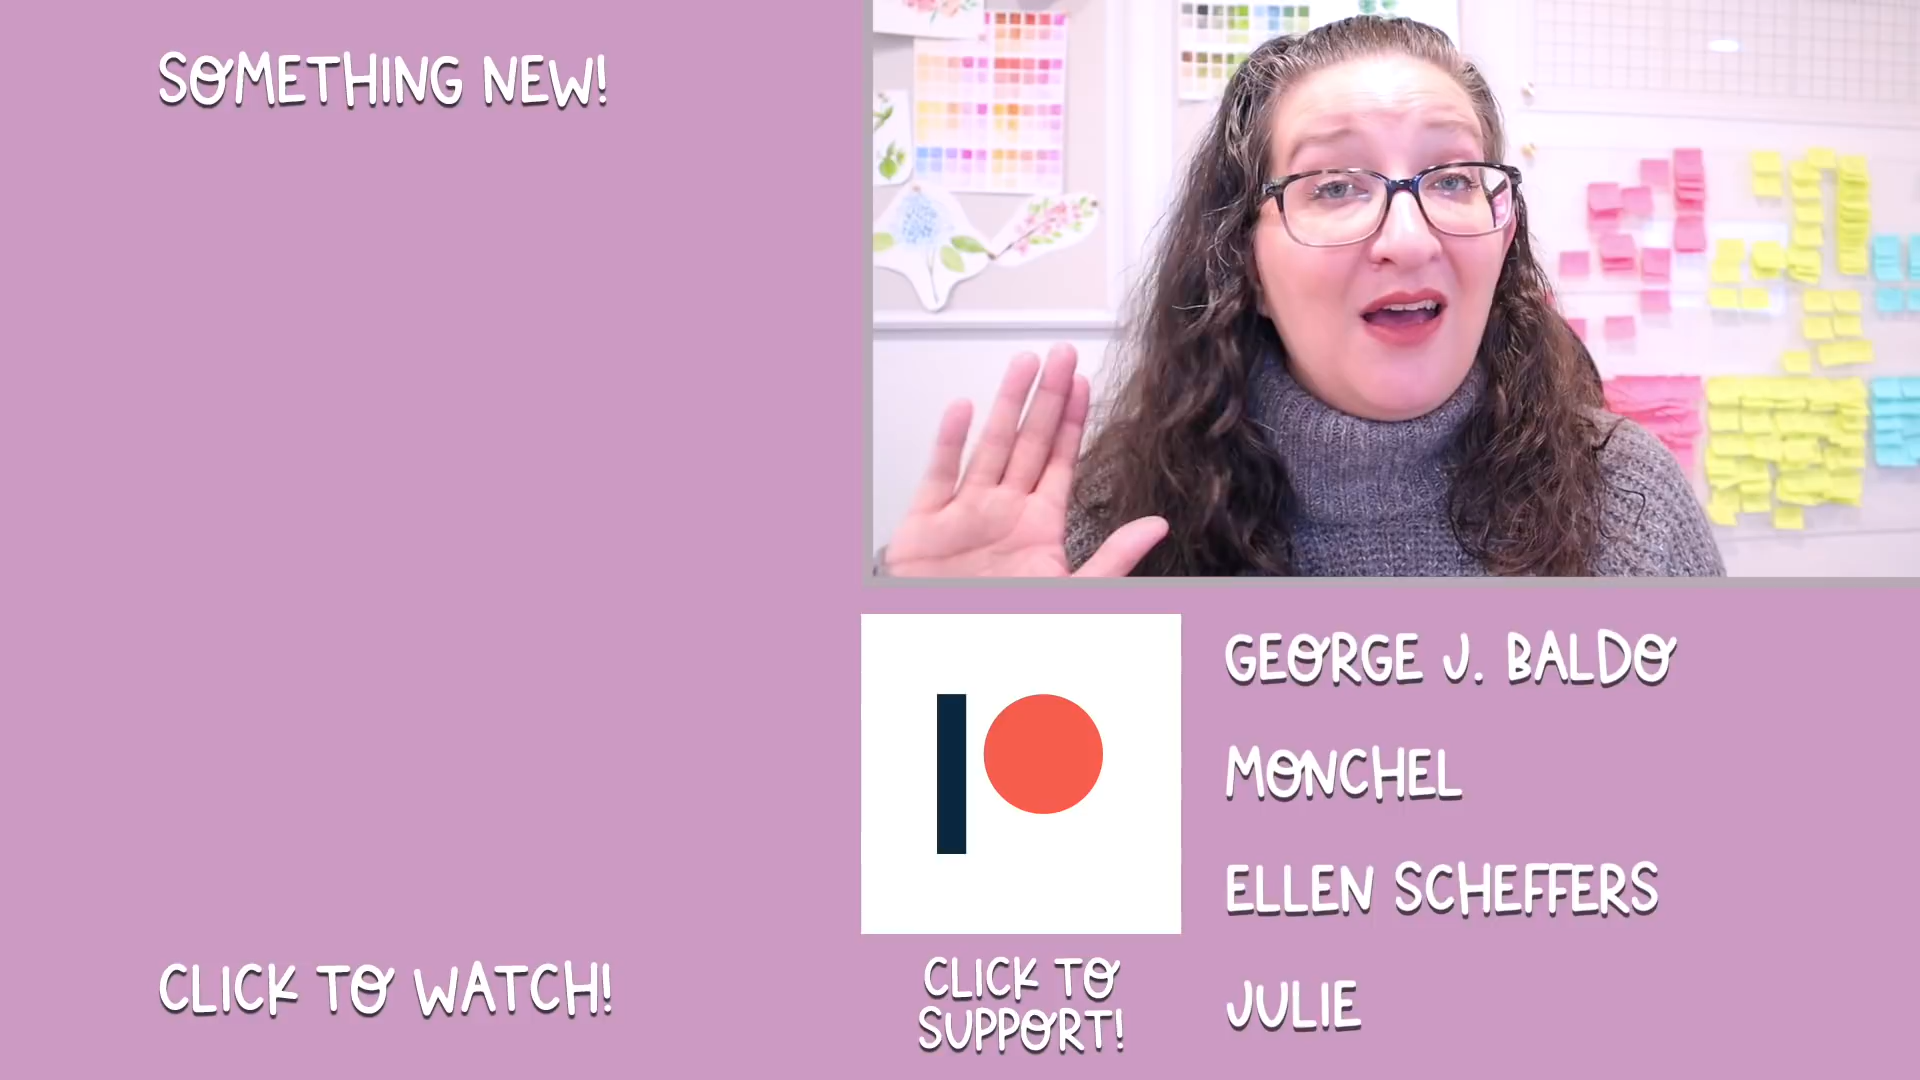 SOMETHING NEW!
CLICK TO WATCH!
CLICK TO
SUPPORT!
GEORGE J. BALDO
MONCHEL
ELLEN SCHEFFERS
JULIE